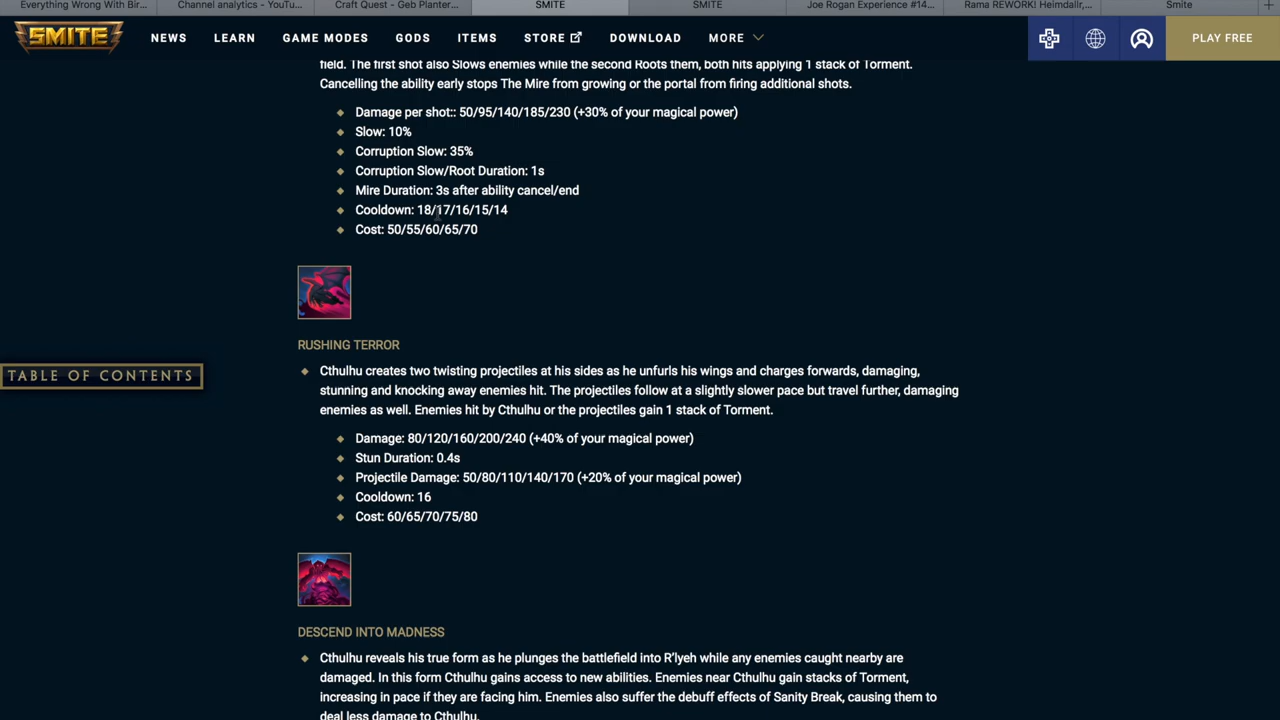 Everything Wrong With Bir... Channel analytics - YouTu... Craft Quest - Geb Planter... SMITE SMITE Joe Rogan Experience #14... Rama REWORK! Heimdallr,... Smite +
SMITE NEWS LEARN GAME MODES GODS ITEMS STORE DOWNLOAD MORE PLAY FREE
field. The first shot also Slows enemies while the second Roots them, both hits applying 1 stack of Torment.
Cancelling the ability early stops The Mire from growing or the portal from firing additional shots.
Damage per shot:: 50/95/140/185/230 (+30% of your magical power)
Slow: 10%
Corruption Slow: 35%
Corruption Slow/Root Duration: 1s
Mire Duration: 3s after ability cancel/end
Cooldown: 18/17/16/15/14
Cost: 50/55/60/65/70
RUSHING TERROR
TABLE OF CONTENTS
Cthulhu creates two twisting projectiles at his sides as he unfurls his wings and charges forwards, damaging,
stunning and knocking away enemies hit. The projectiles follow at a slightly slower pace but travel further, damaging
enemies as well. Enemies hit by Cthulhu or the projectiles gain 1 stack of Torment.
Damage: 80/120/160/200/240 (+40% of your magical power)
Stun Duration: 0.4s
Projectile Damage: 50/80/110/140/170 (+20% of your magical power)
Cooldown: 16
Cost: 60/65/70/75/80
DESCEND INTO MADNESS
Cthulhu reveals his true form as he plunges the battlefield into R'lyeh while any enemies caught nearby are
damaged. In this form Cthulhu gains access to new abilities. Enemies near Cthulhu gain stacks of Torment,
increasing in pace if they are facing him. Enemies also suffer the debuff effects of Sanity Break, causing them to
deal less damage to Cthulhu.